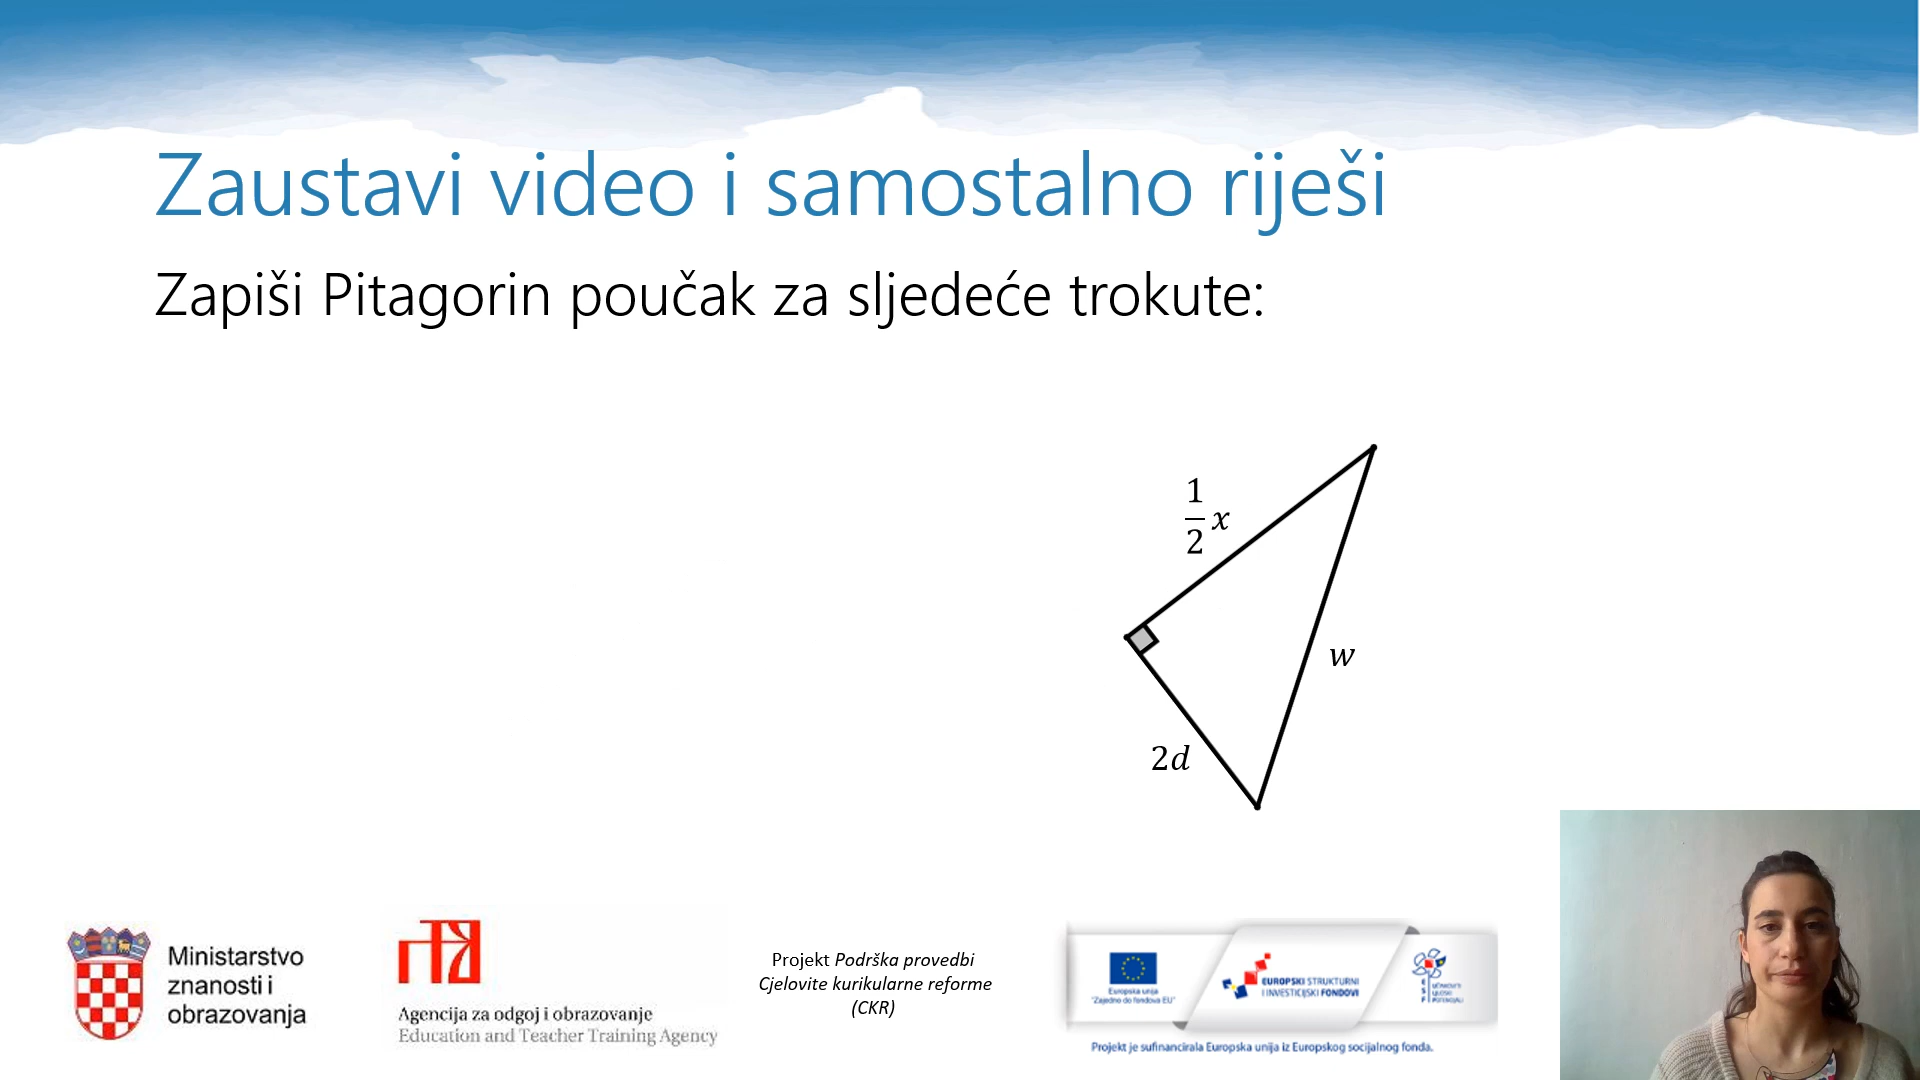 Zaustavi video i samostalno riješi
Zapiši Pitagorin poučak za sljedeće trokute:
1
2
x
w
2d
Ministarstvo
znanosti i
obrazovanja
Agencija za odgoj i obrazovanje
Education and Teacher Training Agency
Projekt Podrška provedbi
Cjelovite kurikularne reforme
(CKR)
Europska unija
"Zajedno do fondova EU"
EUROPSKI STRUKTURNI
I INVESTICIJSKI FONDOVI
Projekt je sufinancirala Europska unija iz Europskog socijalnog fonda.